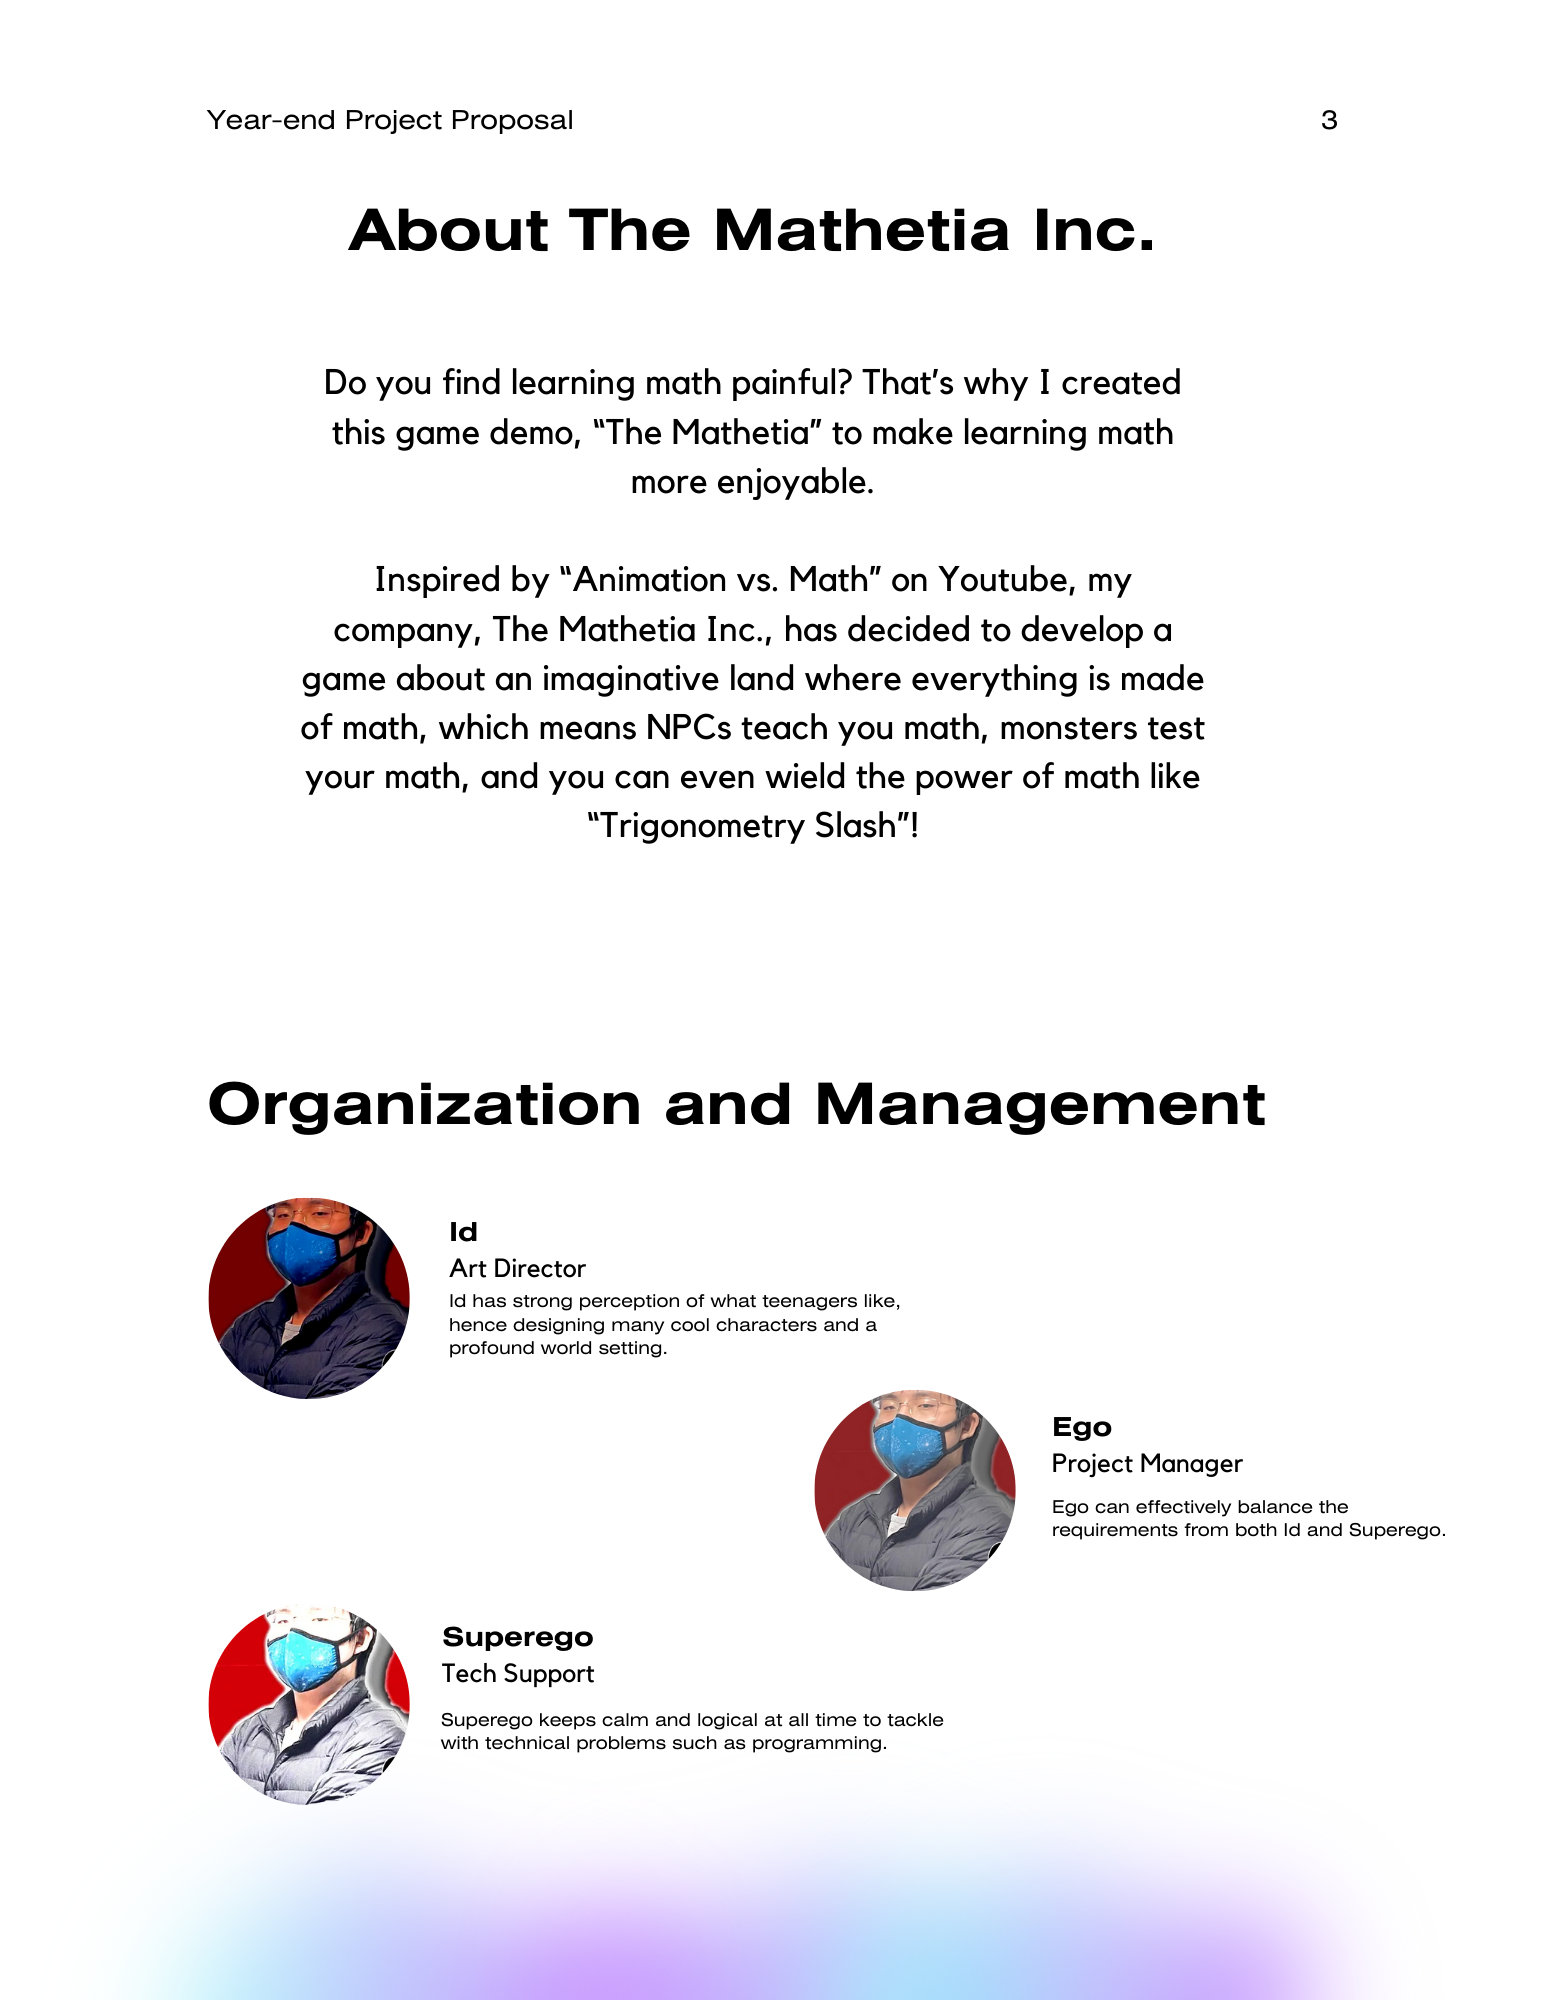 Year-end Project Proposal
3
About The Mathetia Inc.
Do you find learning math painful? That’s why I created
this game demo, “The Mathetia” to make learning math
more enjoyable.
Inspired by “Animation vs. Math” on Youtube, my
company, The Mathetia Inc., has decided to develop a
game about an imaginative land where everything is made
of math, which means NPCs teach you math, monsters test
your math, and you can even wield the power of math like
“Trigonometry Slash”!
Organization and Management
Id
Art Director
Id has strong perception of what teenagers like,
hence designing many cool characters and a
profound world setting.
Ego
Project Manager
Ego can effectively balance the
requirements from both Id and Superego.
Superego
Tech Support
Superego keeps calm and logical at all time to tackle
with technical problems such as programming.